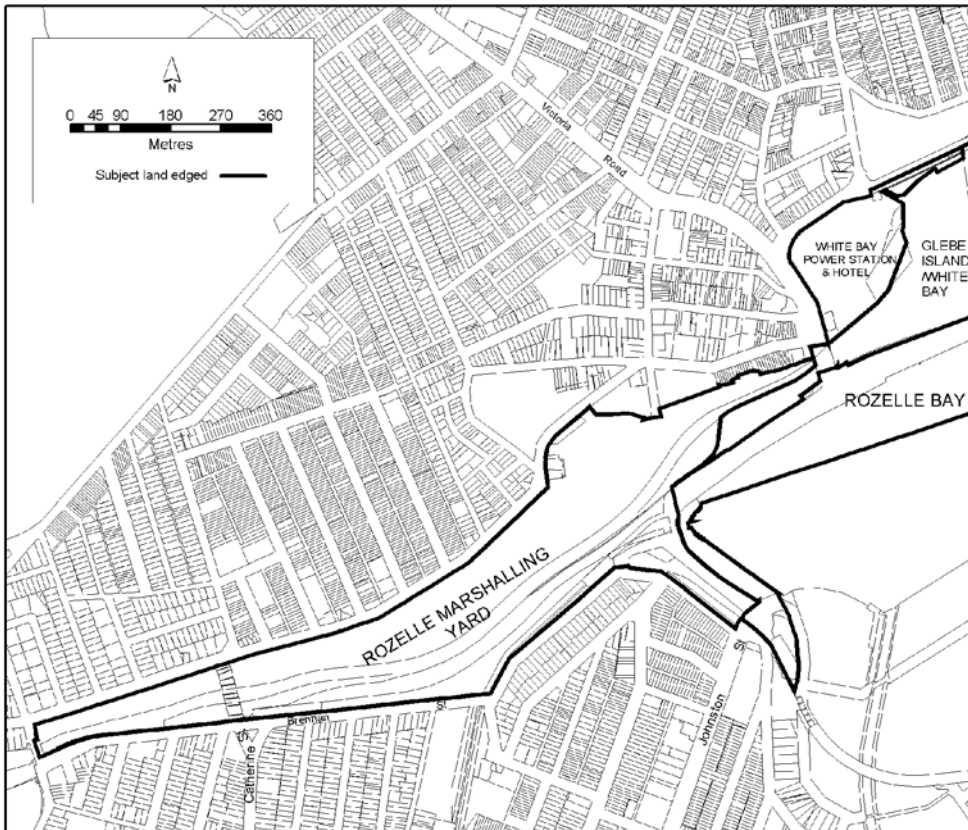 N
0 45 90 180 270 360
Metres
Subject land edged
Victoria
Road
WHITE BAY
POWER STATION
& HOTEL
GLEBE
ISLAND
/WHITE
BAY
ROZELLE BAY
ROZELLE MARSHALLING
YARD
Brennan
St
Catherine
St
Johnston
St